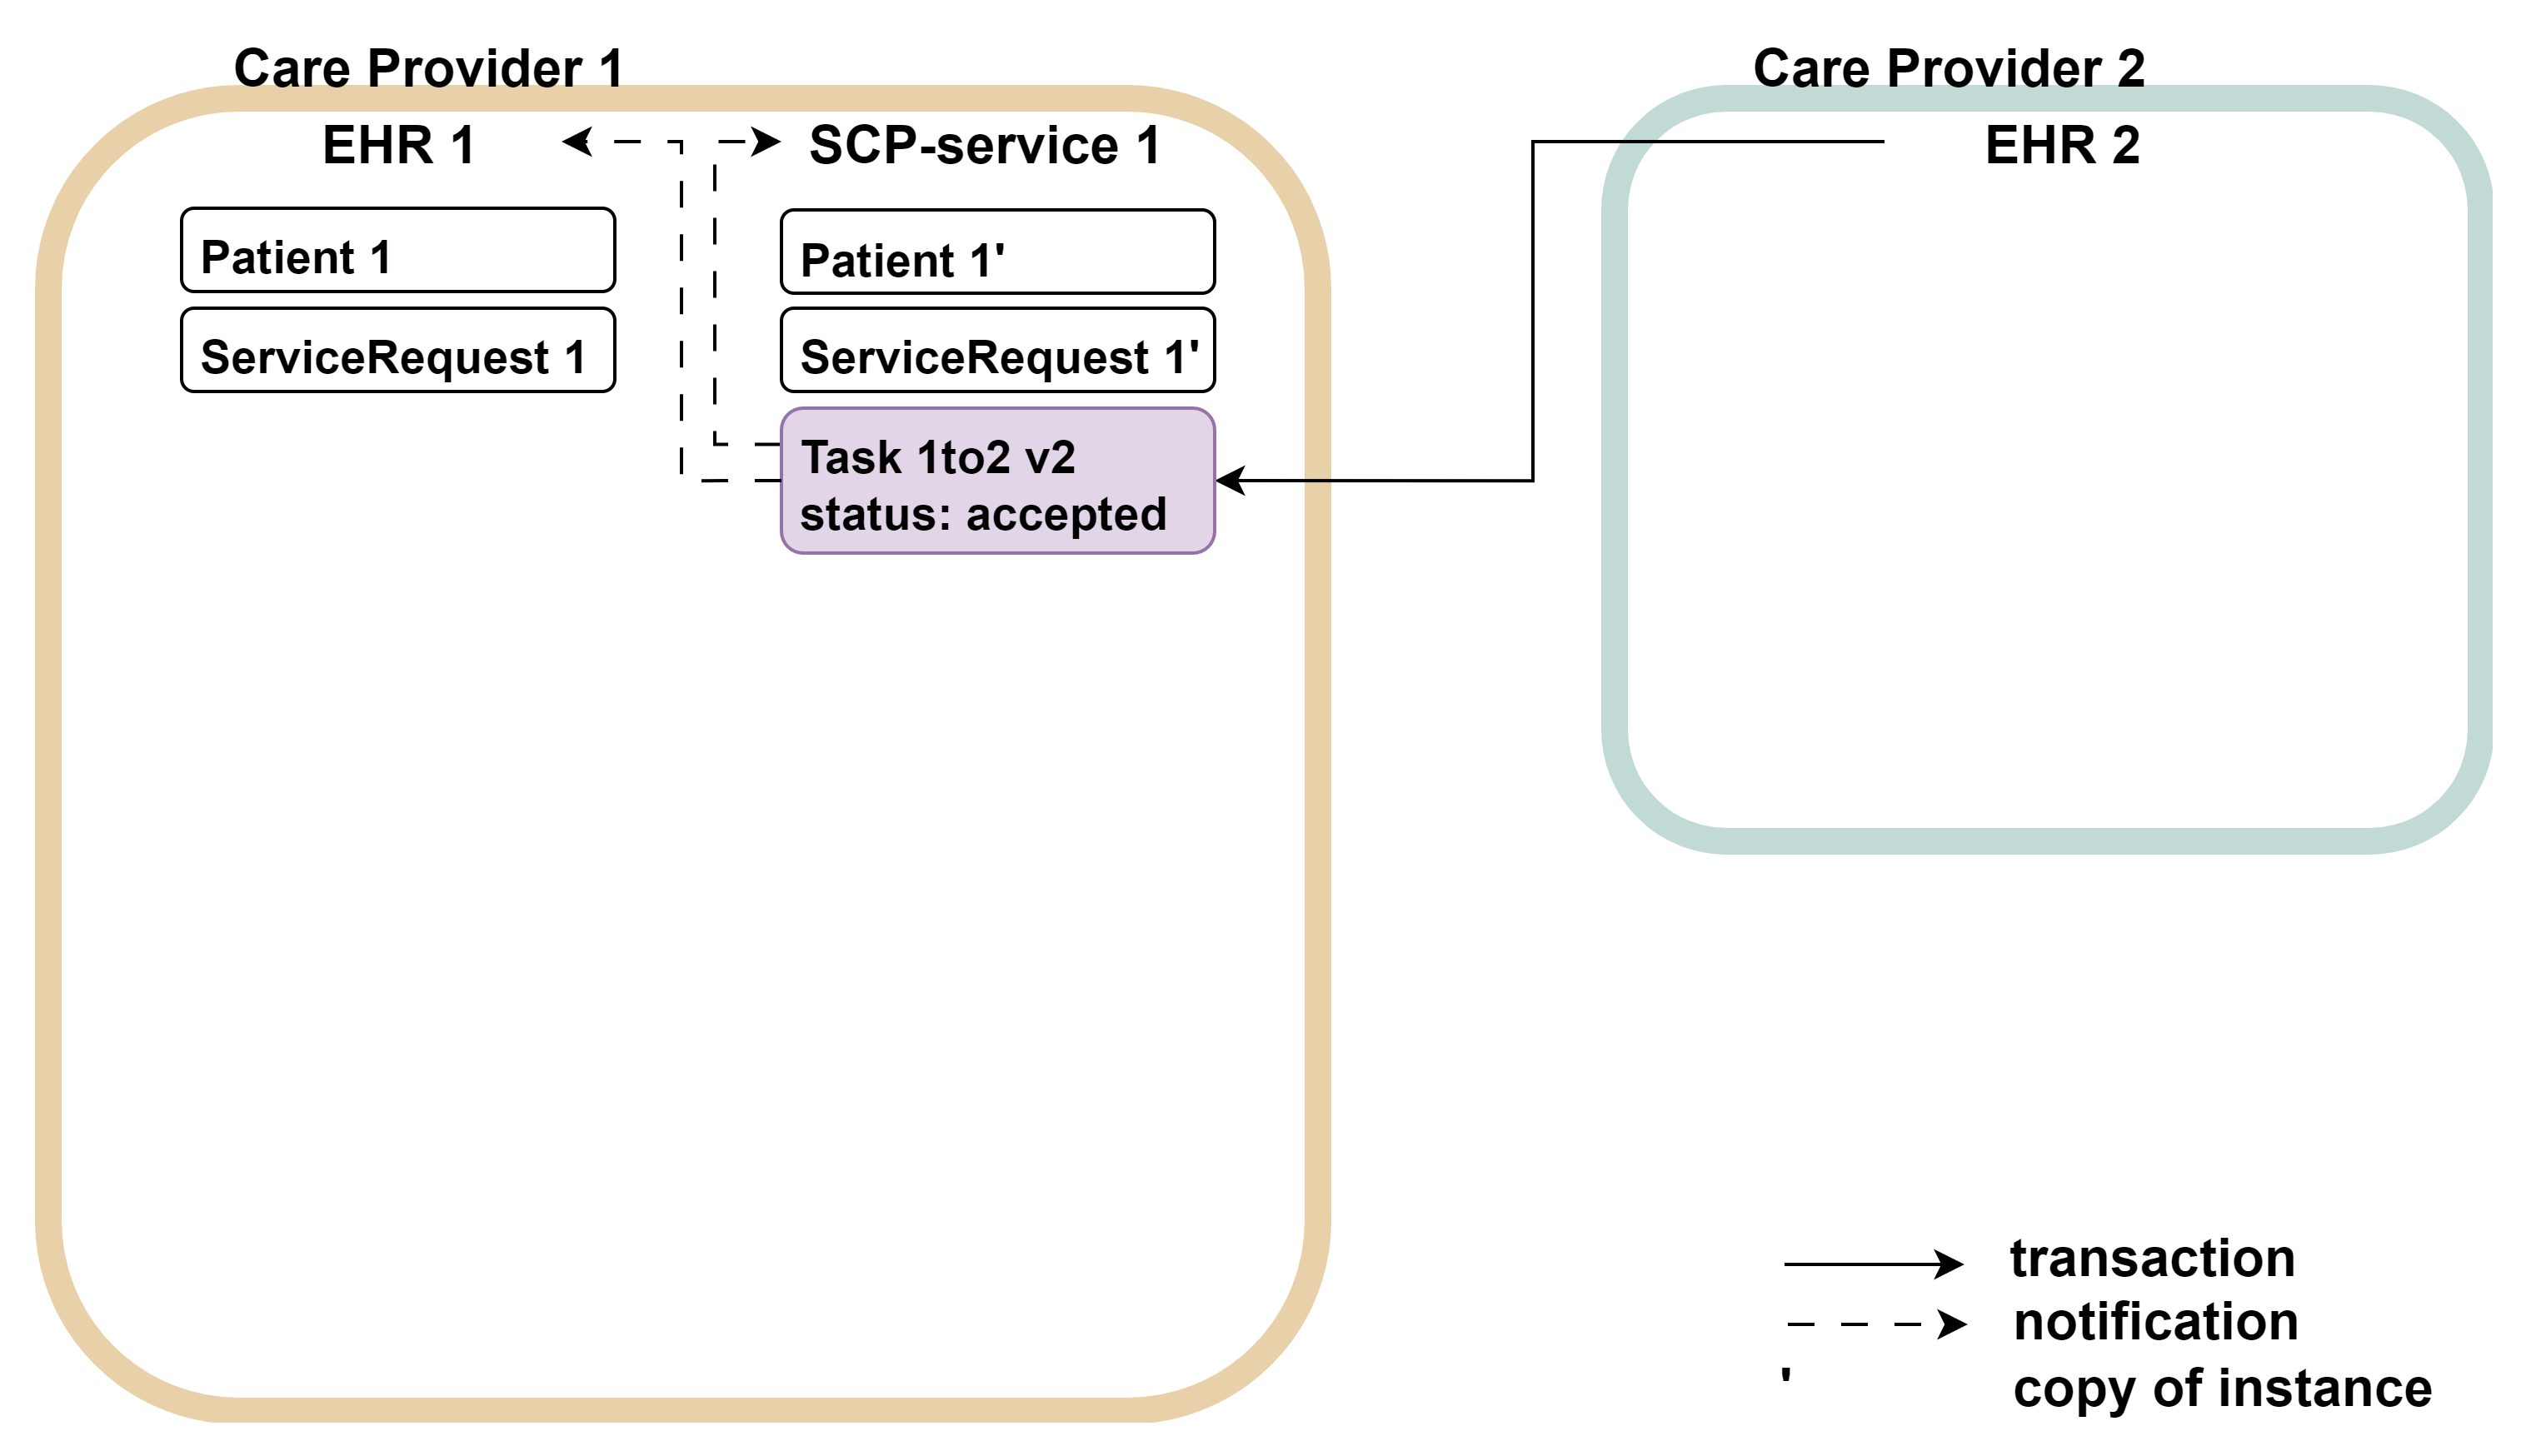 Care Provider 1
EHR 1
SCP-service 1
Patient 1
ServiceRequest 1
Patient 1'
ServiceRequest 1'
Task 1to2 v2
status: accepted
Care Provider 2
EHR 2
transaction
notification
' copy of instance